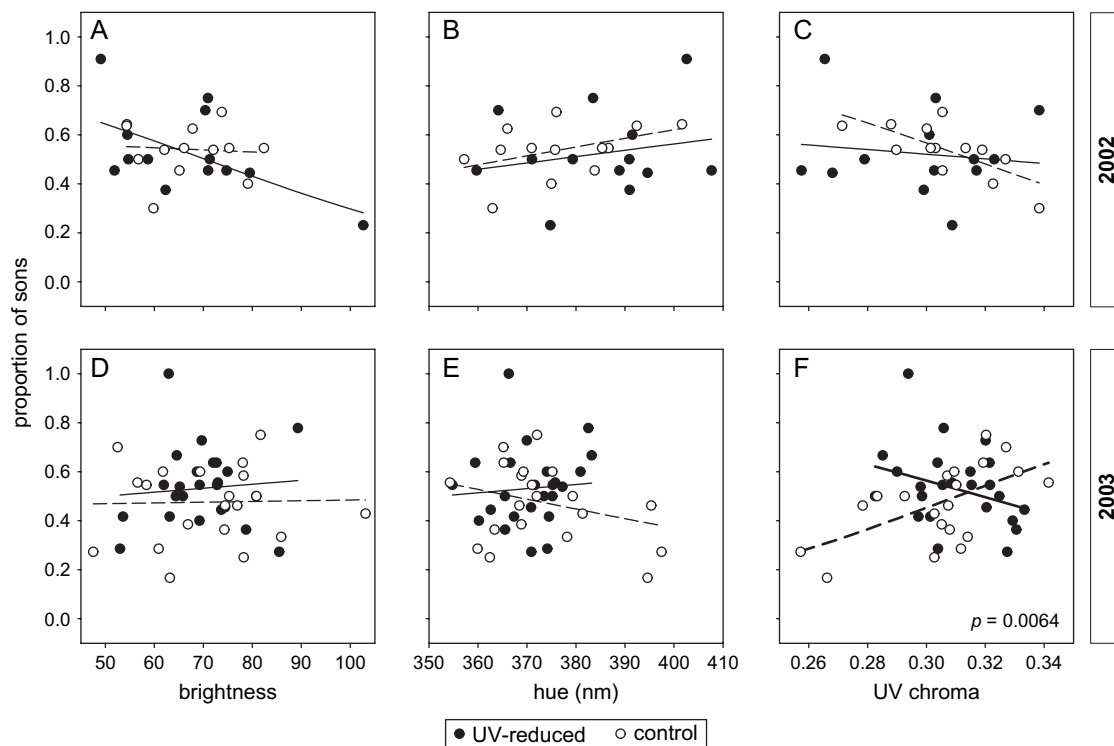 A
B
C
1.0
0.8
0.6
0.4
0.2
0.0
2002
proportion of sons
D
E
F
1.0
0.8
0.6
0.4
0.2
0.0
p = 0.0064
2003
50 60 70 80 90 100
350 360 370 380 390 400 410
0.26 0.28 0.30 0.32 0.34
brightness
hue (nm)
UV chroma
UV-reduced control